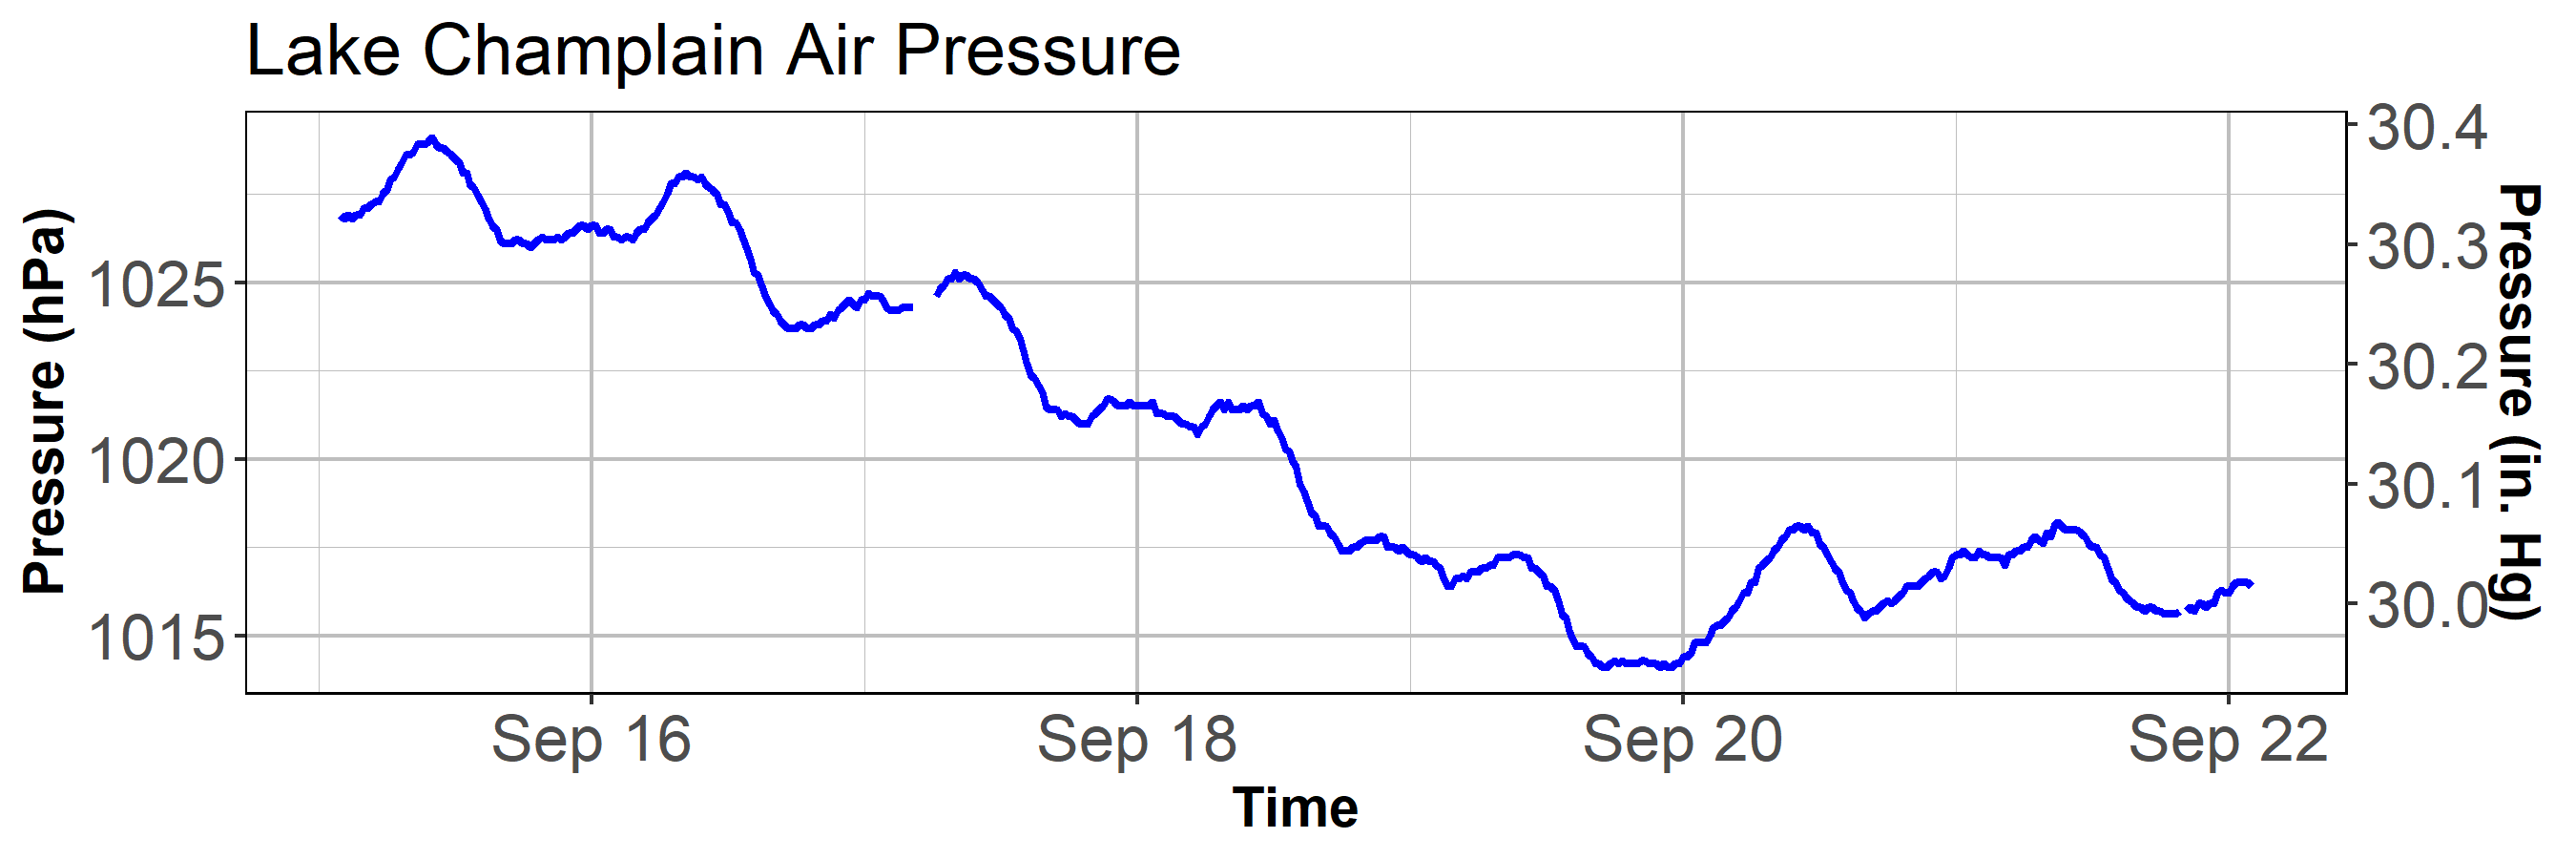 Lake Champlain Air Pressure
Pressure (hPa)
1025
1020
1015
30.4
30.3
30.2
30.1
30.0
Pressure (in. Hg)
Sep 16 Sep 18 Sep 20 Sep 22
Time